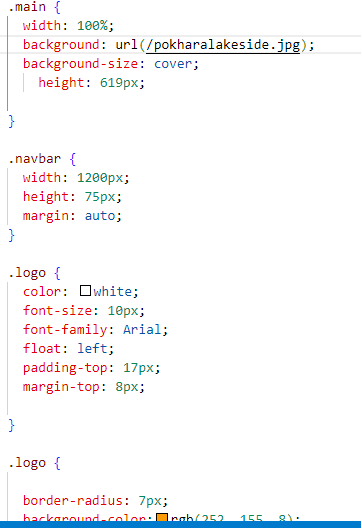 .main {
width: 100%;
background: url(/pokharalakeside.jpg);
background-size: cover;
height: 619px;
}
.navbar {
width: 1200px;
height: 75px;
margin: auto;
}
.logo {
color: white;
font-size: 10px;
font-family: Arial;
float: left;
padding-top: 17px;
margin-top: 8px;
}
.logo {
border-radius: 7px;
background-color: rgb(252, 155, 8);